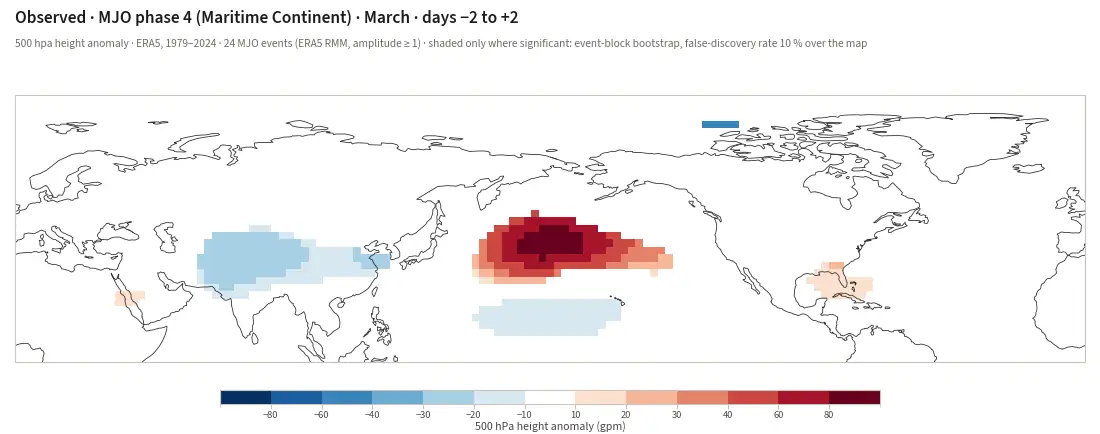 Observed · MJO phase 4 (Maritime Continent) · March · days −2 to +2
500 hpa height anomaly · ERA5, 1979–2024 · 24 MJO events (ERA5 RMM, amplitude ≥ 1) · shaded only where significant: event-block bootstrap, false-discovery rate 10 % over the map
−80 −60 −40 −30 −20 −10 10 20 30 40 60 80
500 hPa height anomaly (gpm)